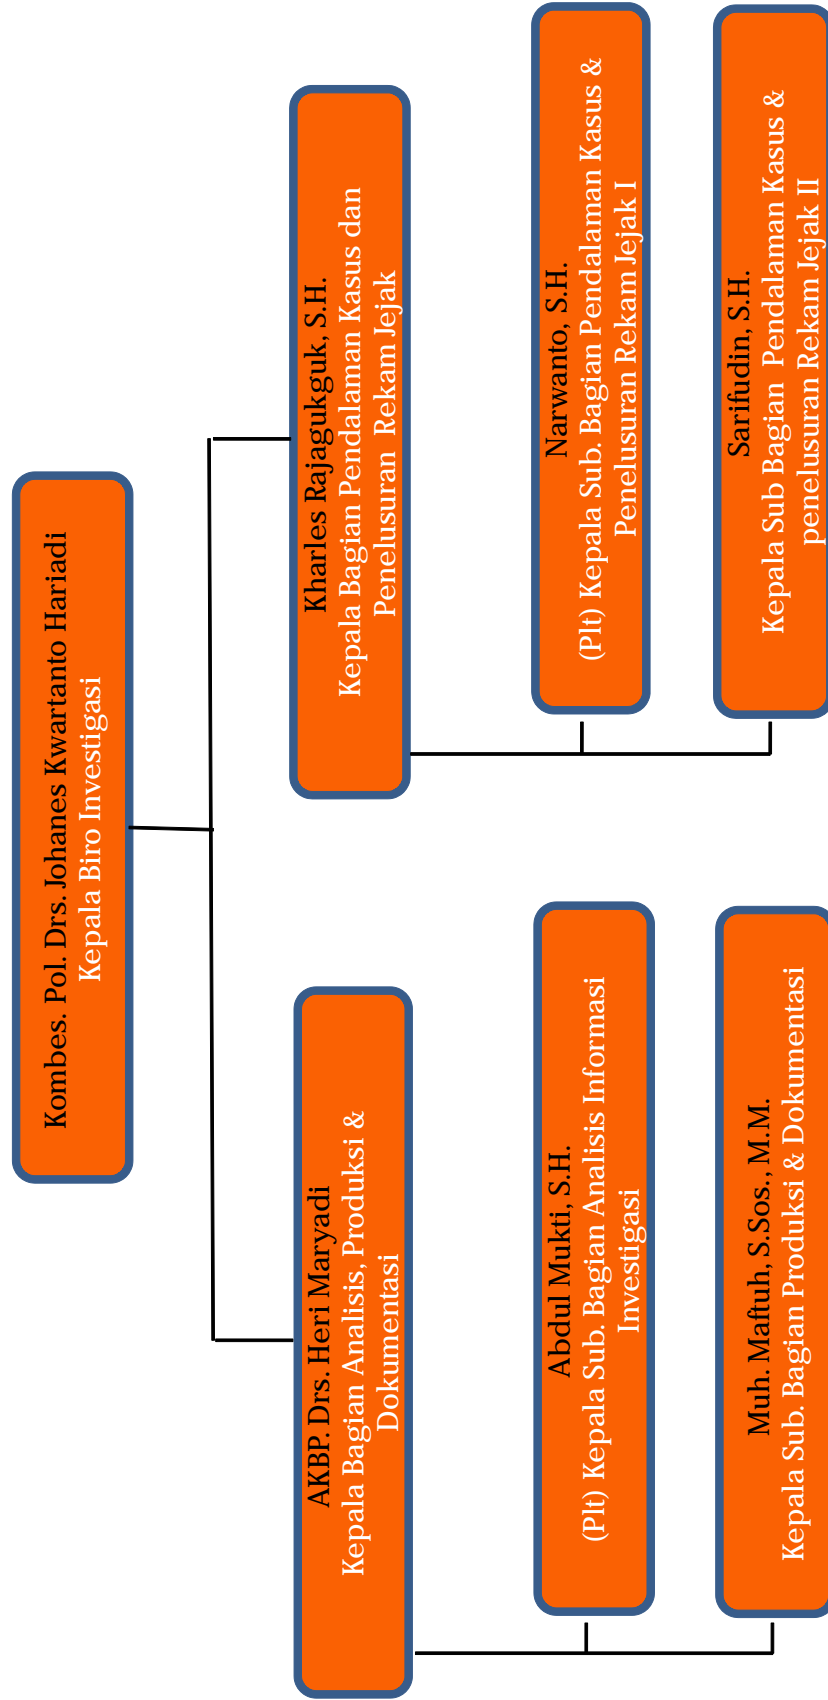 Kombes. Pol. Drs. Johanes Kwartanto Hariadi
Kepala Biro Investigasi
AKBP. Drs. Heri Maryadi
Kepala Bagian Analisis, Produksi &
Dokumentasi
Kharles Rajagukguk, S.H.
Kepala Bagian Pendalaman Kasus dan
Penelusuran Rekam Jejak
Abdul Mukti, S.H.
(Plt) Kepala Sub. Bagian Analisis Informasi
Investigasi
Narwanto, S.H.
(Plt) Kepala Sub. Bagian Pendalaman Kasus &
Penelusuran Rekam Jejak I
Muh. Maftuh, S.Sos., M.M.
Kepala Sub. Bagian Produksi & Dokumentasi
Sarifudin, S.H.
Kepala Sub Bagian Pendalaman Kasus &
penelusuran Rekam Jejak II